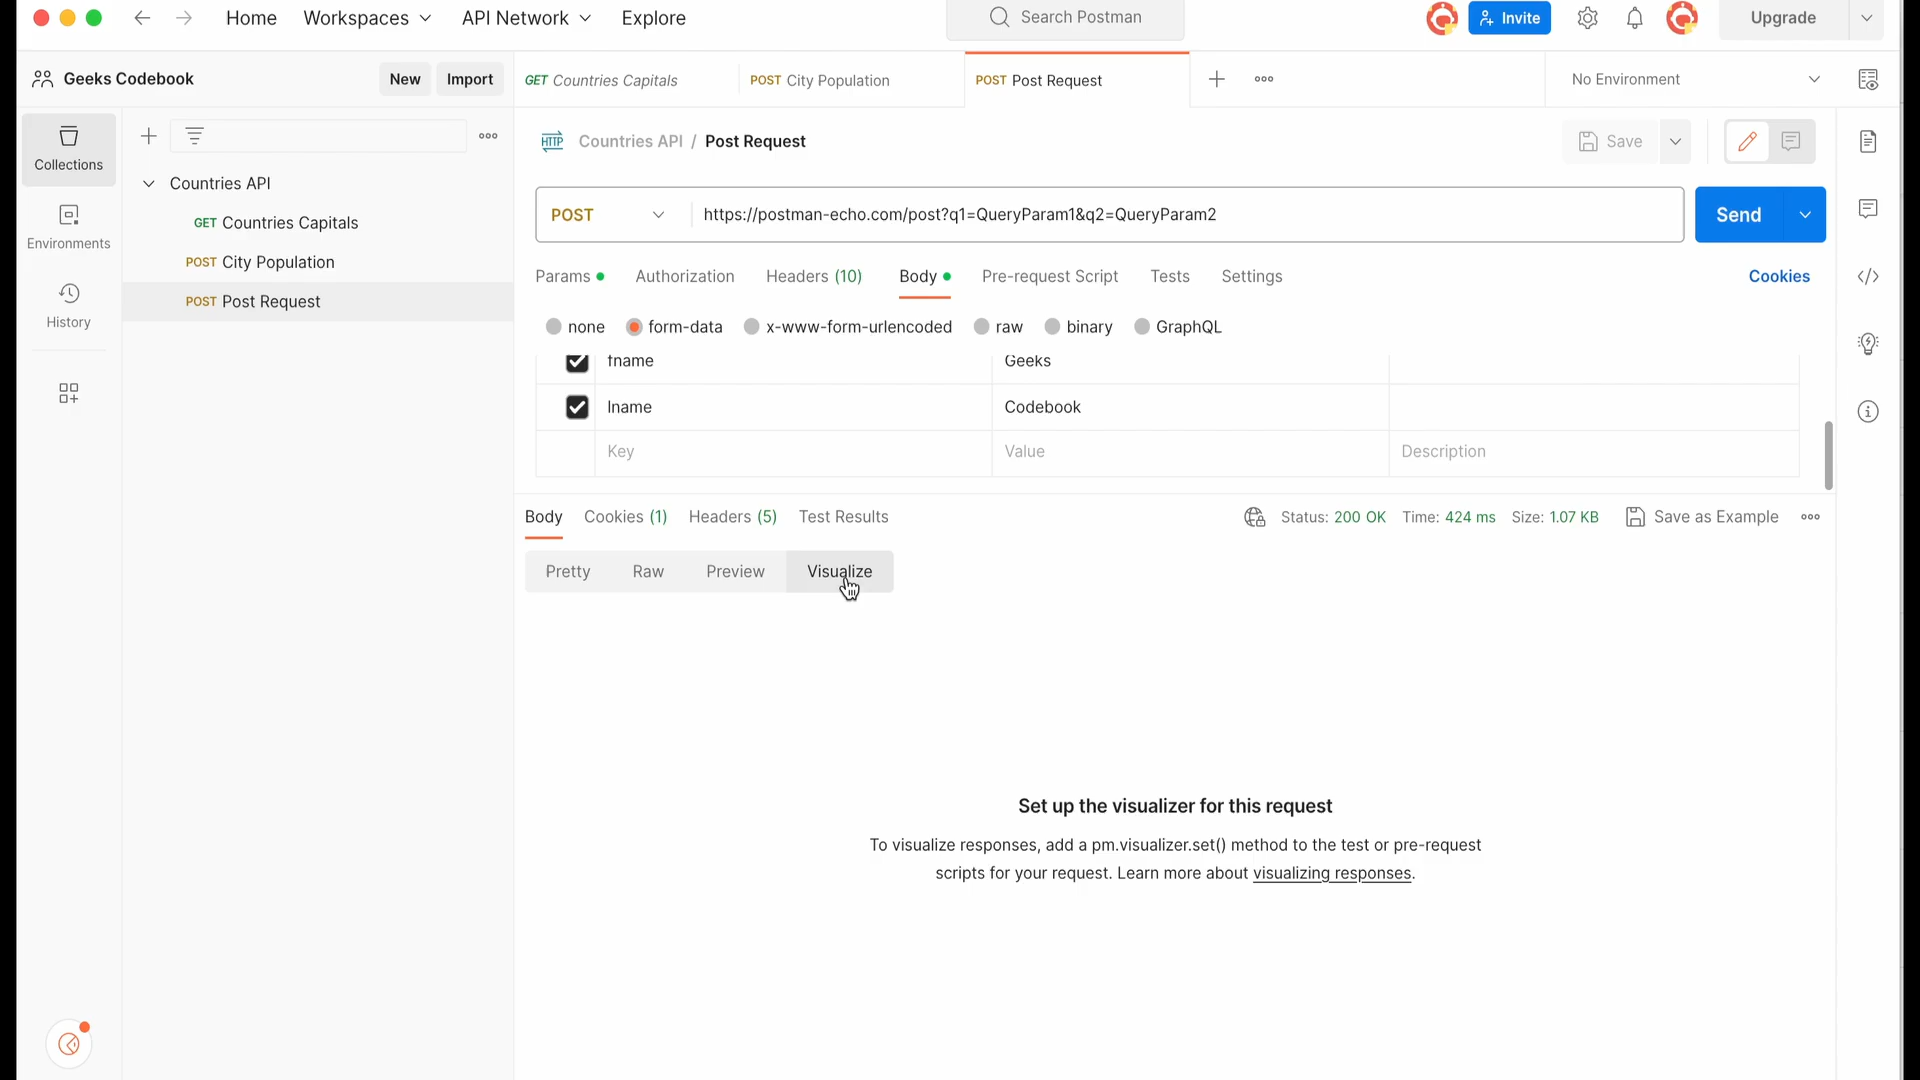 Home Workspaces API Network Explore Search Postman Invite Upgrade
Geeks Codebook New Import GET Countries Capitals POST City Population POST Post Request No Environment
Collections
Environments
History
Countries API
GET Countries Capitals
POST City Population
POST Post Request
HTTP Countries API / Post Request Save
POST https://postman-echo.com/post?q1=QueryParam1&q2=QueryParam2 Send
Params Authorization Headers (10) Body Pre-request Script Tests Settings Cookies
none form-data x-www-form-urlencoded raw binary GraphQL
fname Geeks
lname Codebook
Key Value Description
Body Cookies (1) Headers (5) Test Results Status: 200 OK Time: 424 ms Size: 1.07 KB Save as Example
Pretty Raw Preview Visualize
Set up the visualizer for this request
To visualize responses, add a pm.visualizer.set() method to the test or pre-request
scripts for your request. Learn more about visualizing responses.